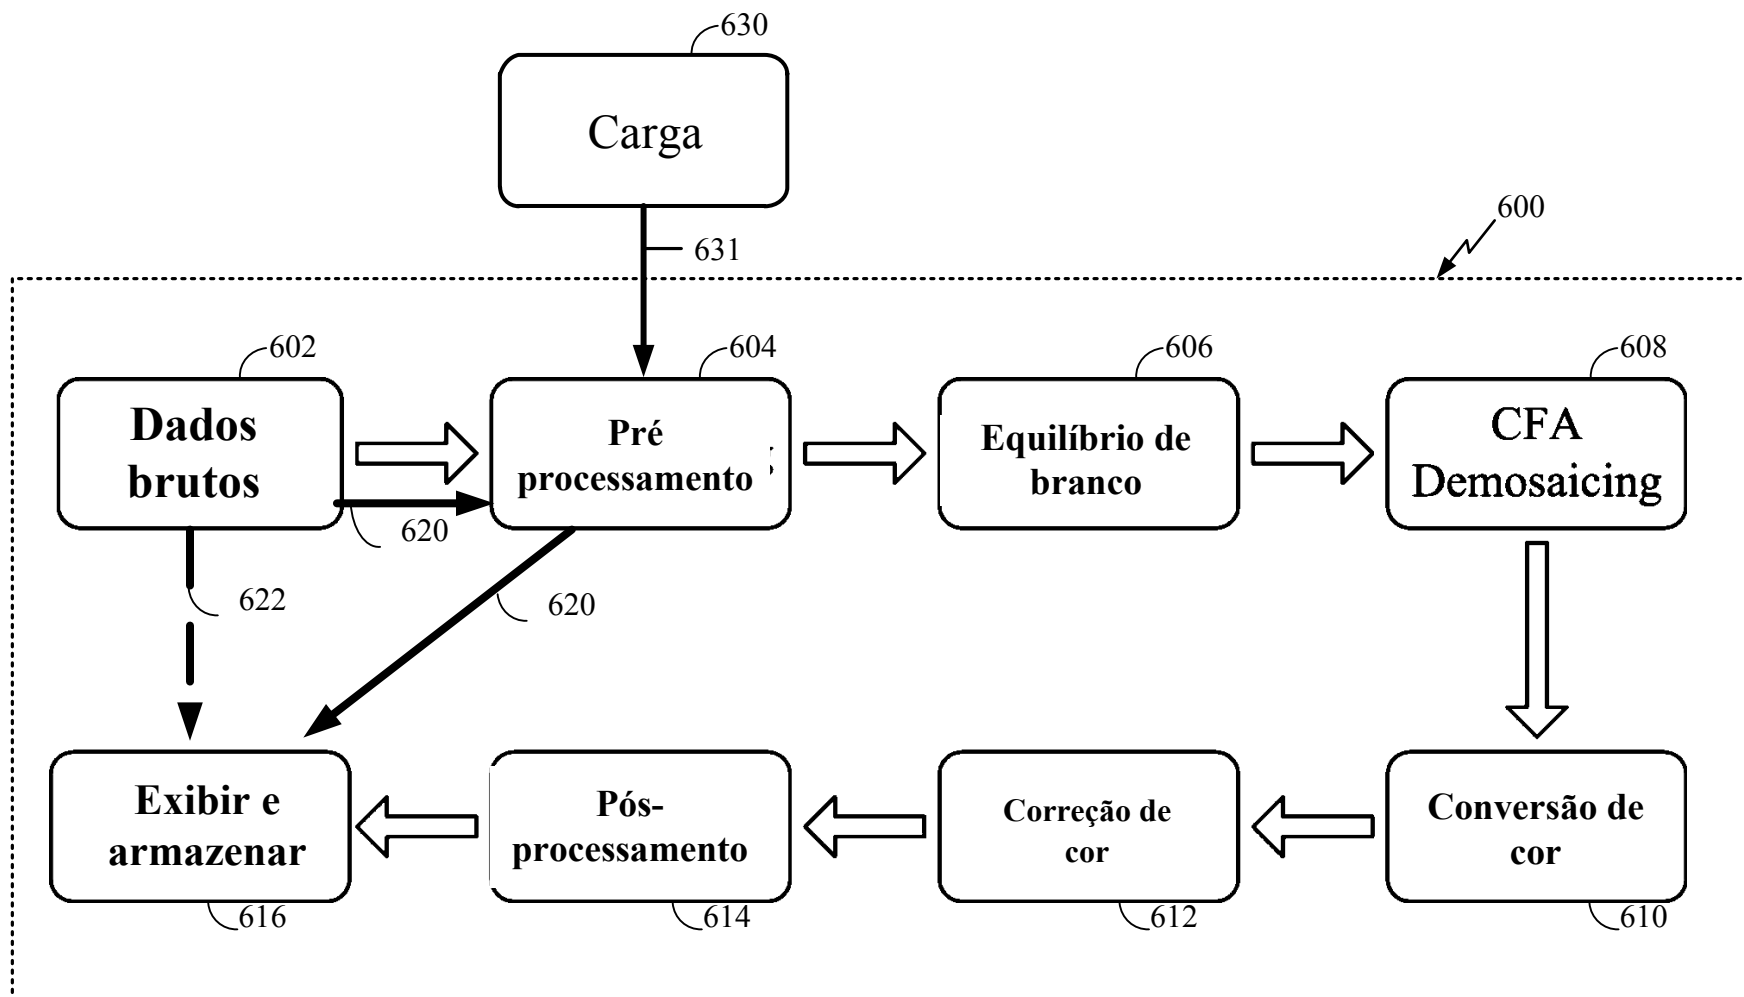 630
Carga
600
631
602
604
606
608
Dados
brutos
Pré
processamento
Equilíbrio de
branco
CFA
Demosaicing
620
622
620
Exibir e
armazenar
Pós-
processamento
Correção de
cor
Conversão de
cor
616
614
612
610